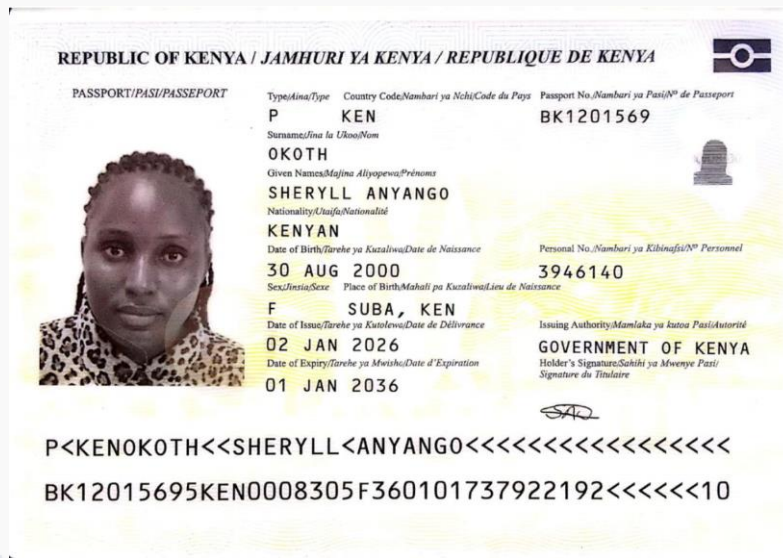 REPUBLIC OF KENYA / JAMHURI YA KENYA / REPUBLIQUE DE KENYA
PASSPORT/PASI/PASSEPORT
Type/Aina/Type Country Code/Nambari ya Nchi/Code du Pays Passport No./Nambari ya Pasi/Nº de Passeport
P KEN BK1201569
Surname/Jina la Ukoo/Nom
OKOTH
Given Names/Majina Aliyopewa/Prénoms
SHERYLL ANYANGO
Nationality/Utaifa/Nationalité
KENYAN
Date of Birth/Tarehe ya Kuzaliwa/Date de Naissance Personal No./Nambari ya Kibinafsi/Nº Personnel
30 AUG 2000 3946140
Sex/Jinsia/Sexe Place of Birth/Mahali pa Kuzaliwa/Lieu de Naissance
F SUBA, KEN
Date of Issue/Tarehe ya Kutolewa/Date de Délivrance Issuing Authority/Mamlaka ya kutoa Pasi/Autorité
02 JAN 2026 GOVERNMENT OF KENYA
Date of Expiry/Tarehe ya Mwisho/Date d'Expiration Holder's Signature/Sahihi ya Mwenye Pasi/
Signature du Titulaire
01 JAN 2036
P<KENOKOTH<<SHERYLL<ANYANGO<<<<<<<<<<<<<<<<<
BK12015695KEN0008305F360101737922192<<<<<<10